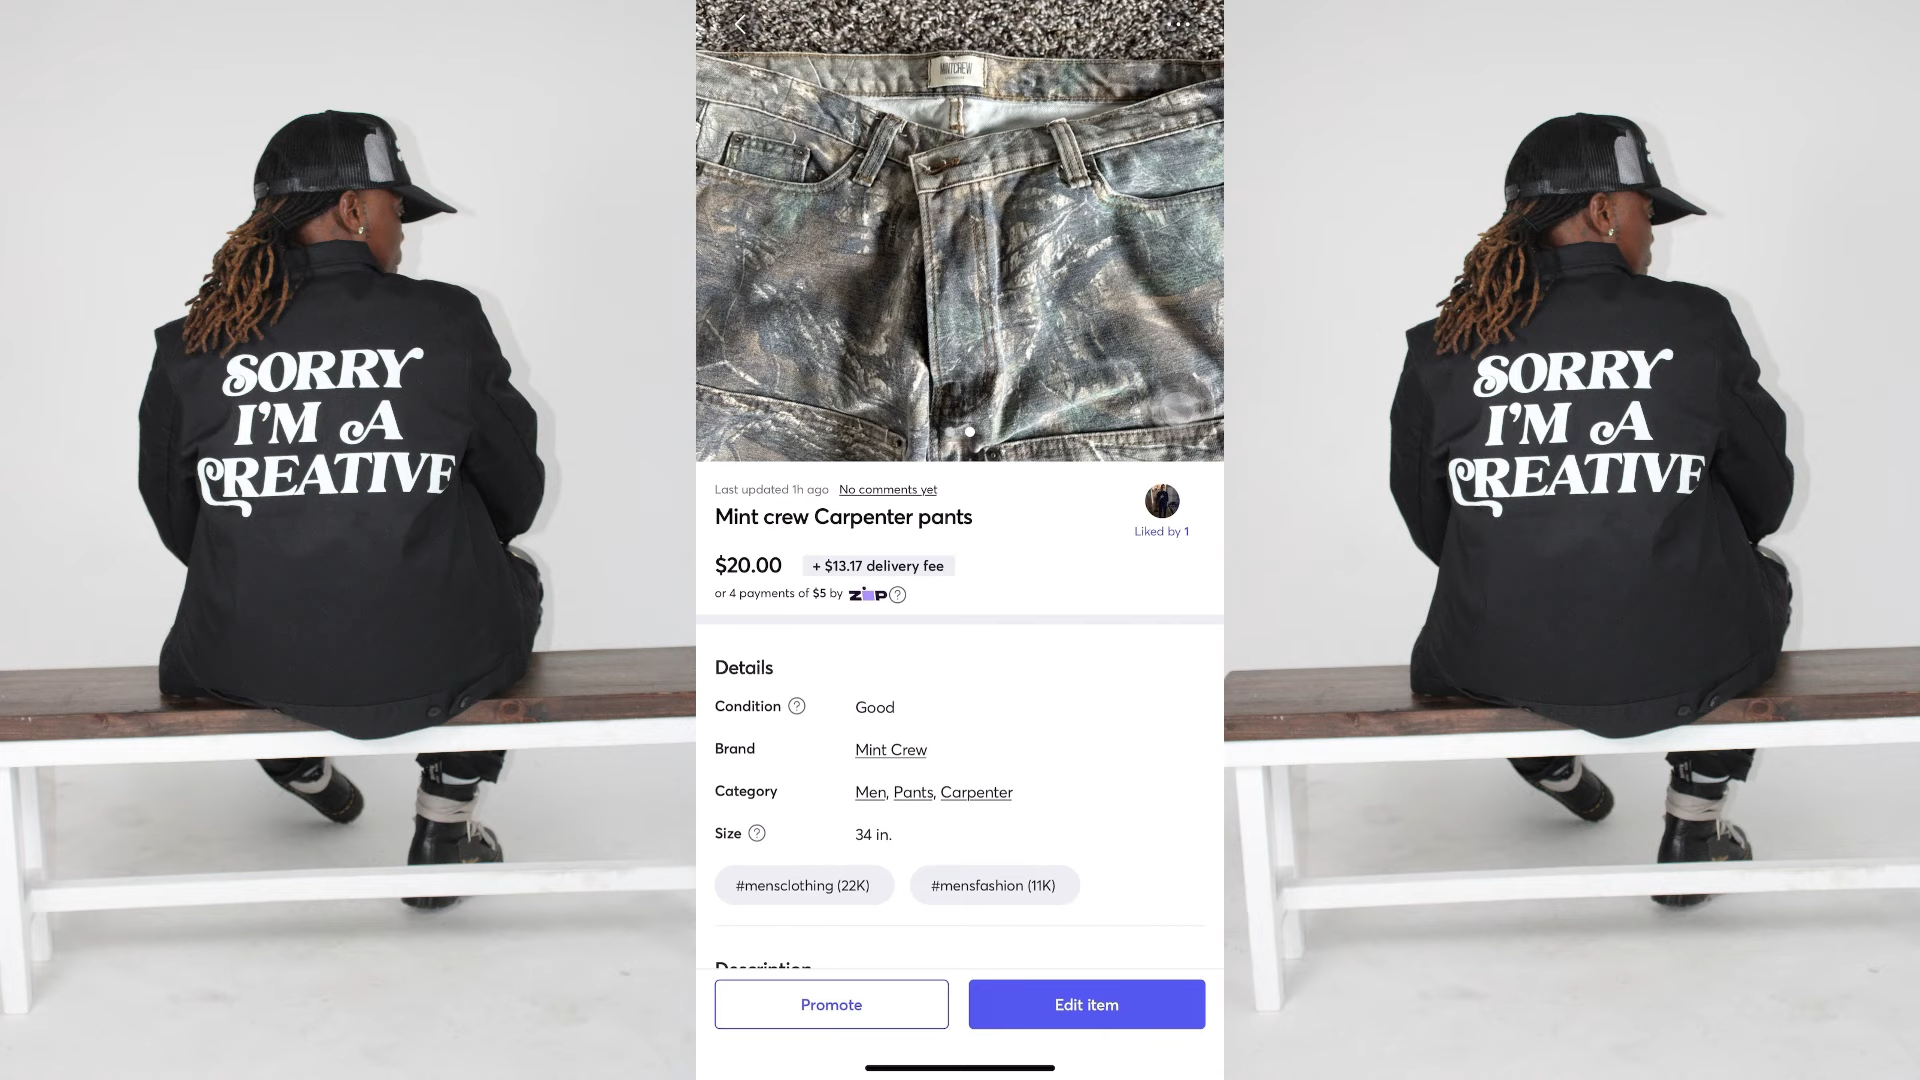 SORRY
I'M A
CREATIVE
MINTCREW
Last updated 1h ago No comments yet
Mint crew Carpenter pants
Liked by 1
$20.00 + $13.17 delivery fee
or 4 payments of $5 by ZIP
Details
Condition Good
Brand Mint Crew
Category Men, Pants, Carpenter
Size 34 in.
#mensclothing (22K) #mensfashion (11K)
Description
Promote Edit item
SORRY
I'M A
CREATIVE